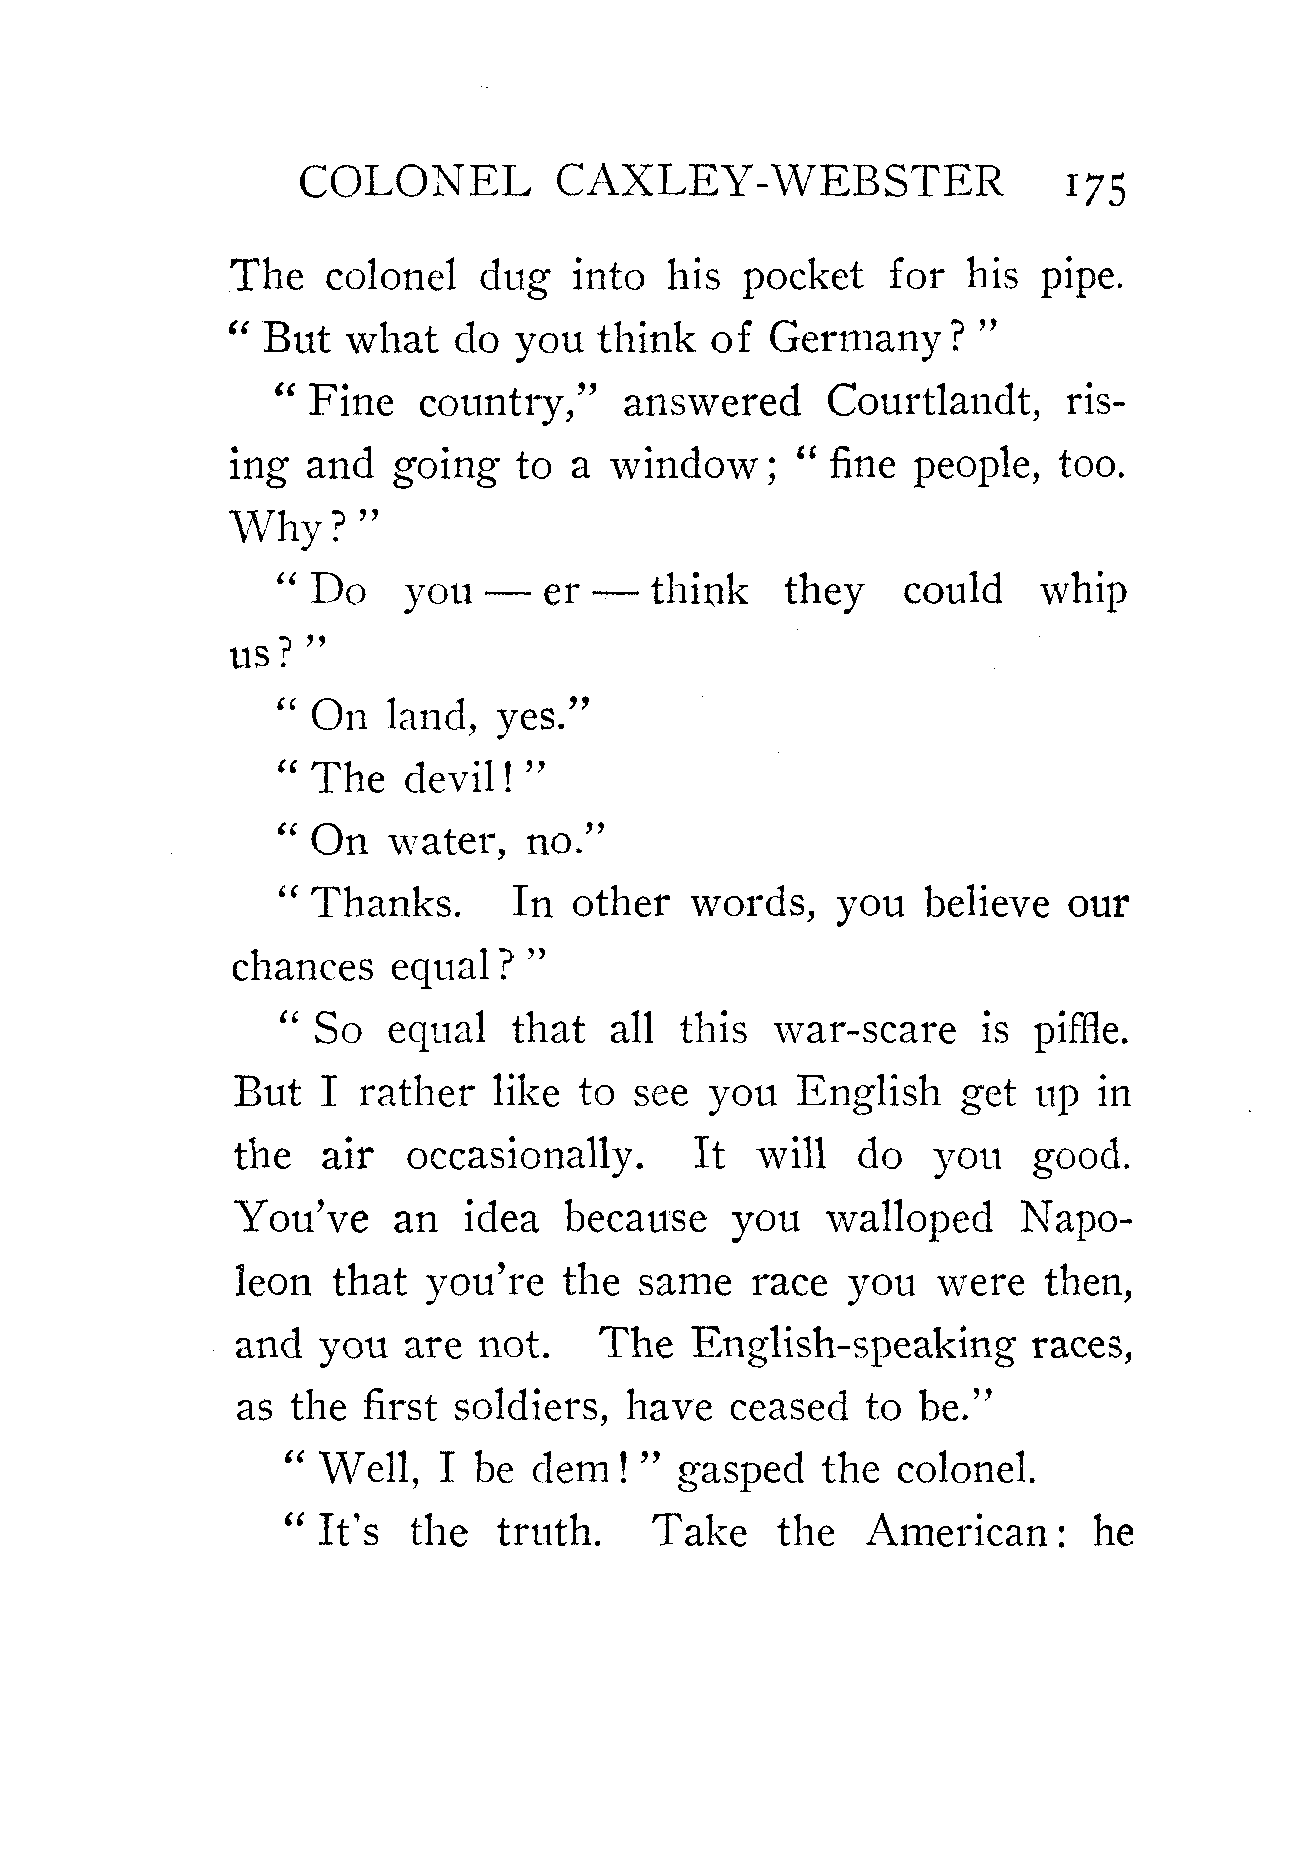 COLONEL CAXLEY-WEBSTER 175
The colonel dug into his pocket for his pipe.
“ But what do you think of Germany? ”
“ Fine country,” answered Courtlandt, ris-
ing and going to a window; “ fine people, too.
Why? ”
“ Do you — er — think they could whip
us? ”
“ On land, yes.”
“ The devil! ”
“ On water, no.”
“ Thanks. In other words, you believe our
chances equal? ”
“ So equal that all this war-scare is piffle.
But I rather like to see you English get up in
the air occasionally. It will do you good.
You've an idea because you walloped Napo-
leon that you're the same race you were then,
and you are not. The English-speaking races,
as the first soldiers, have ceased to be.”
“ Well, I be dem! ” gasped the colonel.
“ It's the truth. Take the American: he